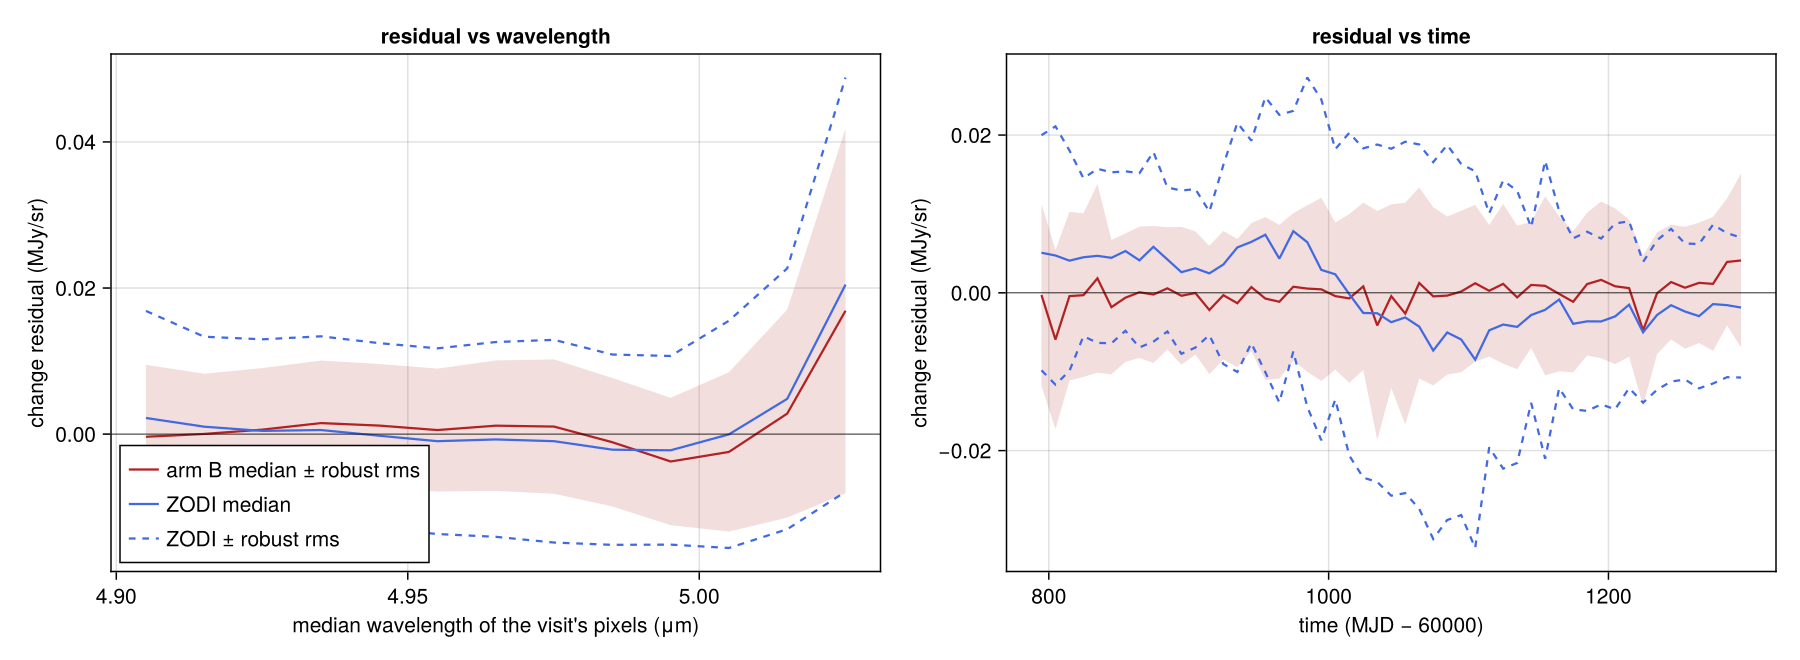 residual vs wavelength
change residual (MJy/sr)
0.04
0.02
0.00
arm B median ± robust rms
ZODI median
ZODI ± robust rms
4.90
4.95
5.00
median wavelength of the visit's pixels (μm)
residual vs time
change residual (MJy/sr)
0.02
0.00
−0.02
800
1000
1200
time (MJD − 60000)